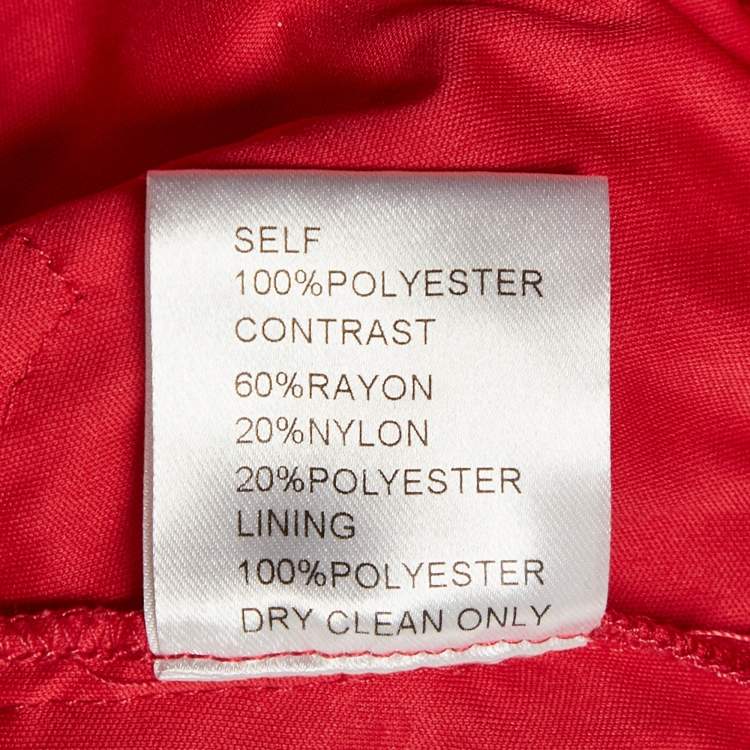 SELF
100%POLYESTER
CONTRAST
60%RAYON
20%NYLON
20%POLYESTER
LINING
100%POLYESTER
DRY CLEAN ONLY